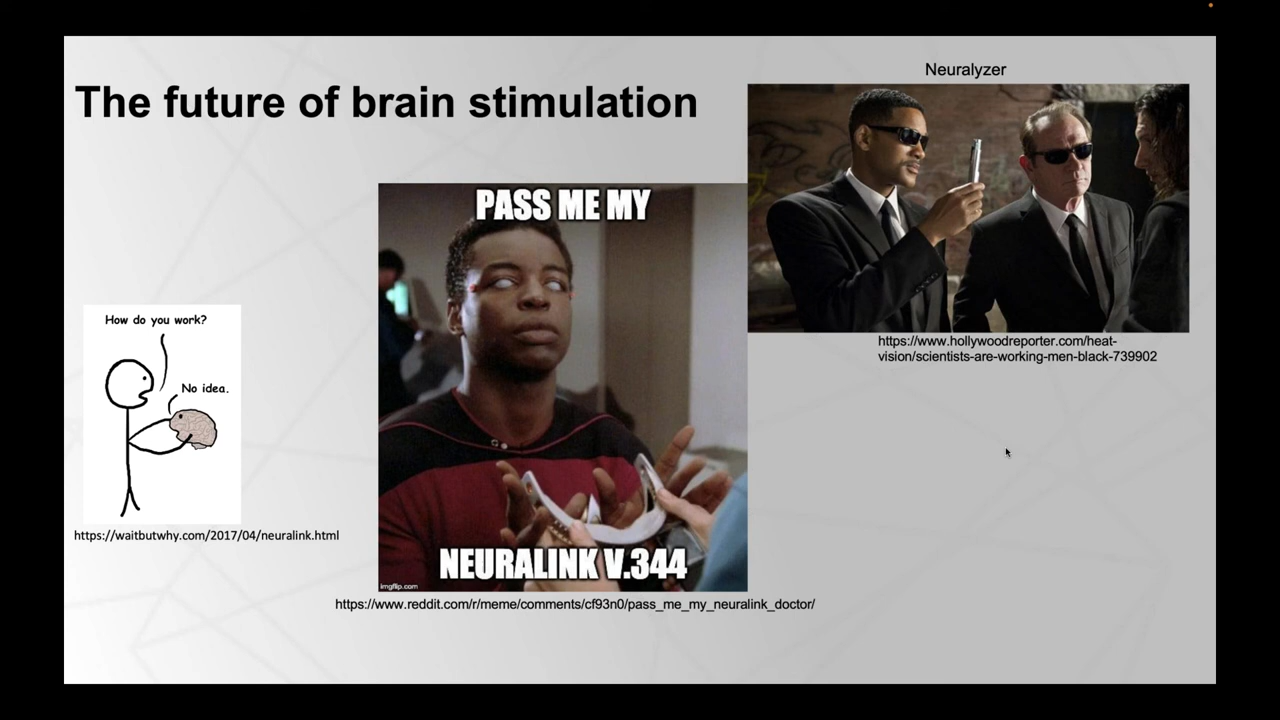 The future of brain stimulation
Neuralyzer
https://www.hollywoodreporter.com/heat-
vision/scientists-are-working-men-black-739902
PASS ME MY
NEURALINK V.344
imgflip.com
https://www.reddit.com/r/meme/comments/cf93n0/pass_me_my_neuralink_doctor/
How do you work?
No idea.
https://waitbutwhy.com/2017/04/neuralink.html